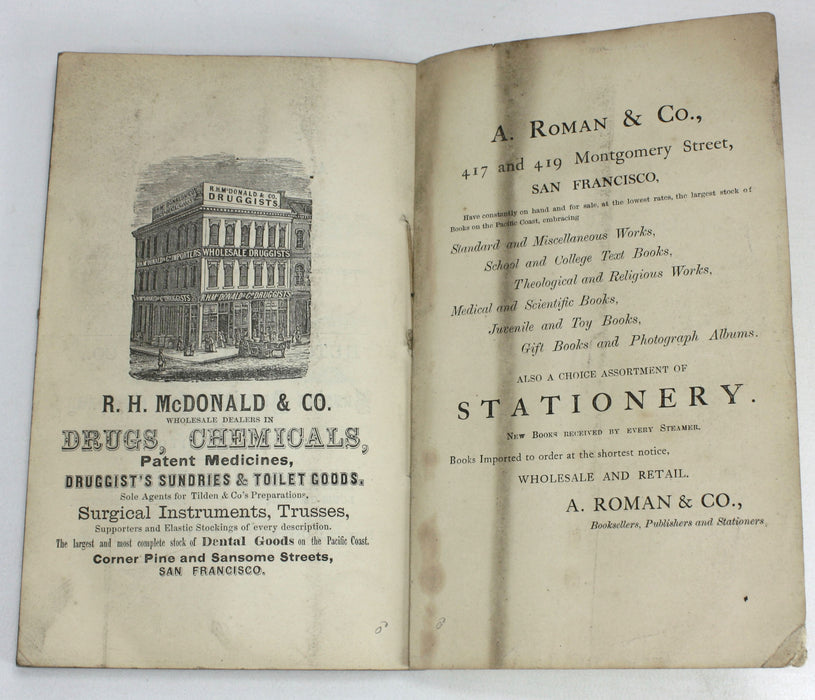 R.H. McDONALD & CO.
DRUGGISTS
R.H. McDONALD & Co IMPORTERS
WHOLESALE DRUGGISTS
R.H. McDONALD & Co DRUGGISTS
R. H. McDONALD & CO.
WHOLESALE DEALERS IN
DRUGS, CHEMICALS,
Patent Medicines,
DRUGGIST'S SUNDRIES & TOILET GOODS.
Sole Agents for Tilden & Co's Preparations.
Surgical Instruments, Trusses,
Supporters and Elastic Stockings of every description.
The largest and most complete stock of Dental Goods on the Pacific Coast.
Corner Pine and Sansome Streets,
SAN FRANCISCO.
A. ROMAN & CO.,
417 and 419 Montgomery Street,
SAN FRANCISCO,
Have constantly on hand and for sale, at the lowest rates, the largest stock of
Books on the Pacific Coast, embracing
Standard and Miscellaneous Works,
School and College Text Books,
Theological and Religious Works,
Medical and Scientific Books,
Juvenile and Toy Books,
Gift Books and Photograph Albums.
ALSO A CHOICE ASSORTMENT OF
STATIONERY.
NEW BOOKS RECEIVED BY EVERY STEAMER.
Books Imported to order at the shortest notice,
WHOLESALE AND RETAIL.
A. ROMAN & CO.,
Booksellers, Publishers and Stationers.